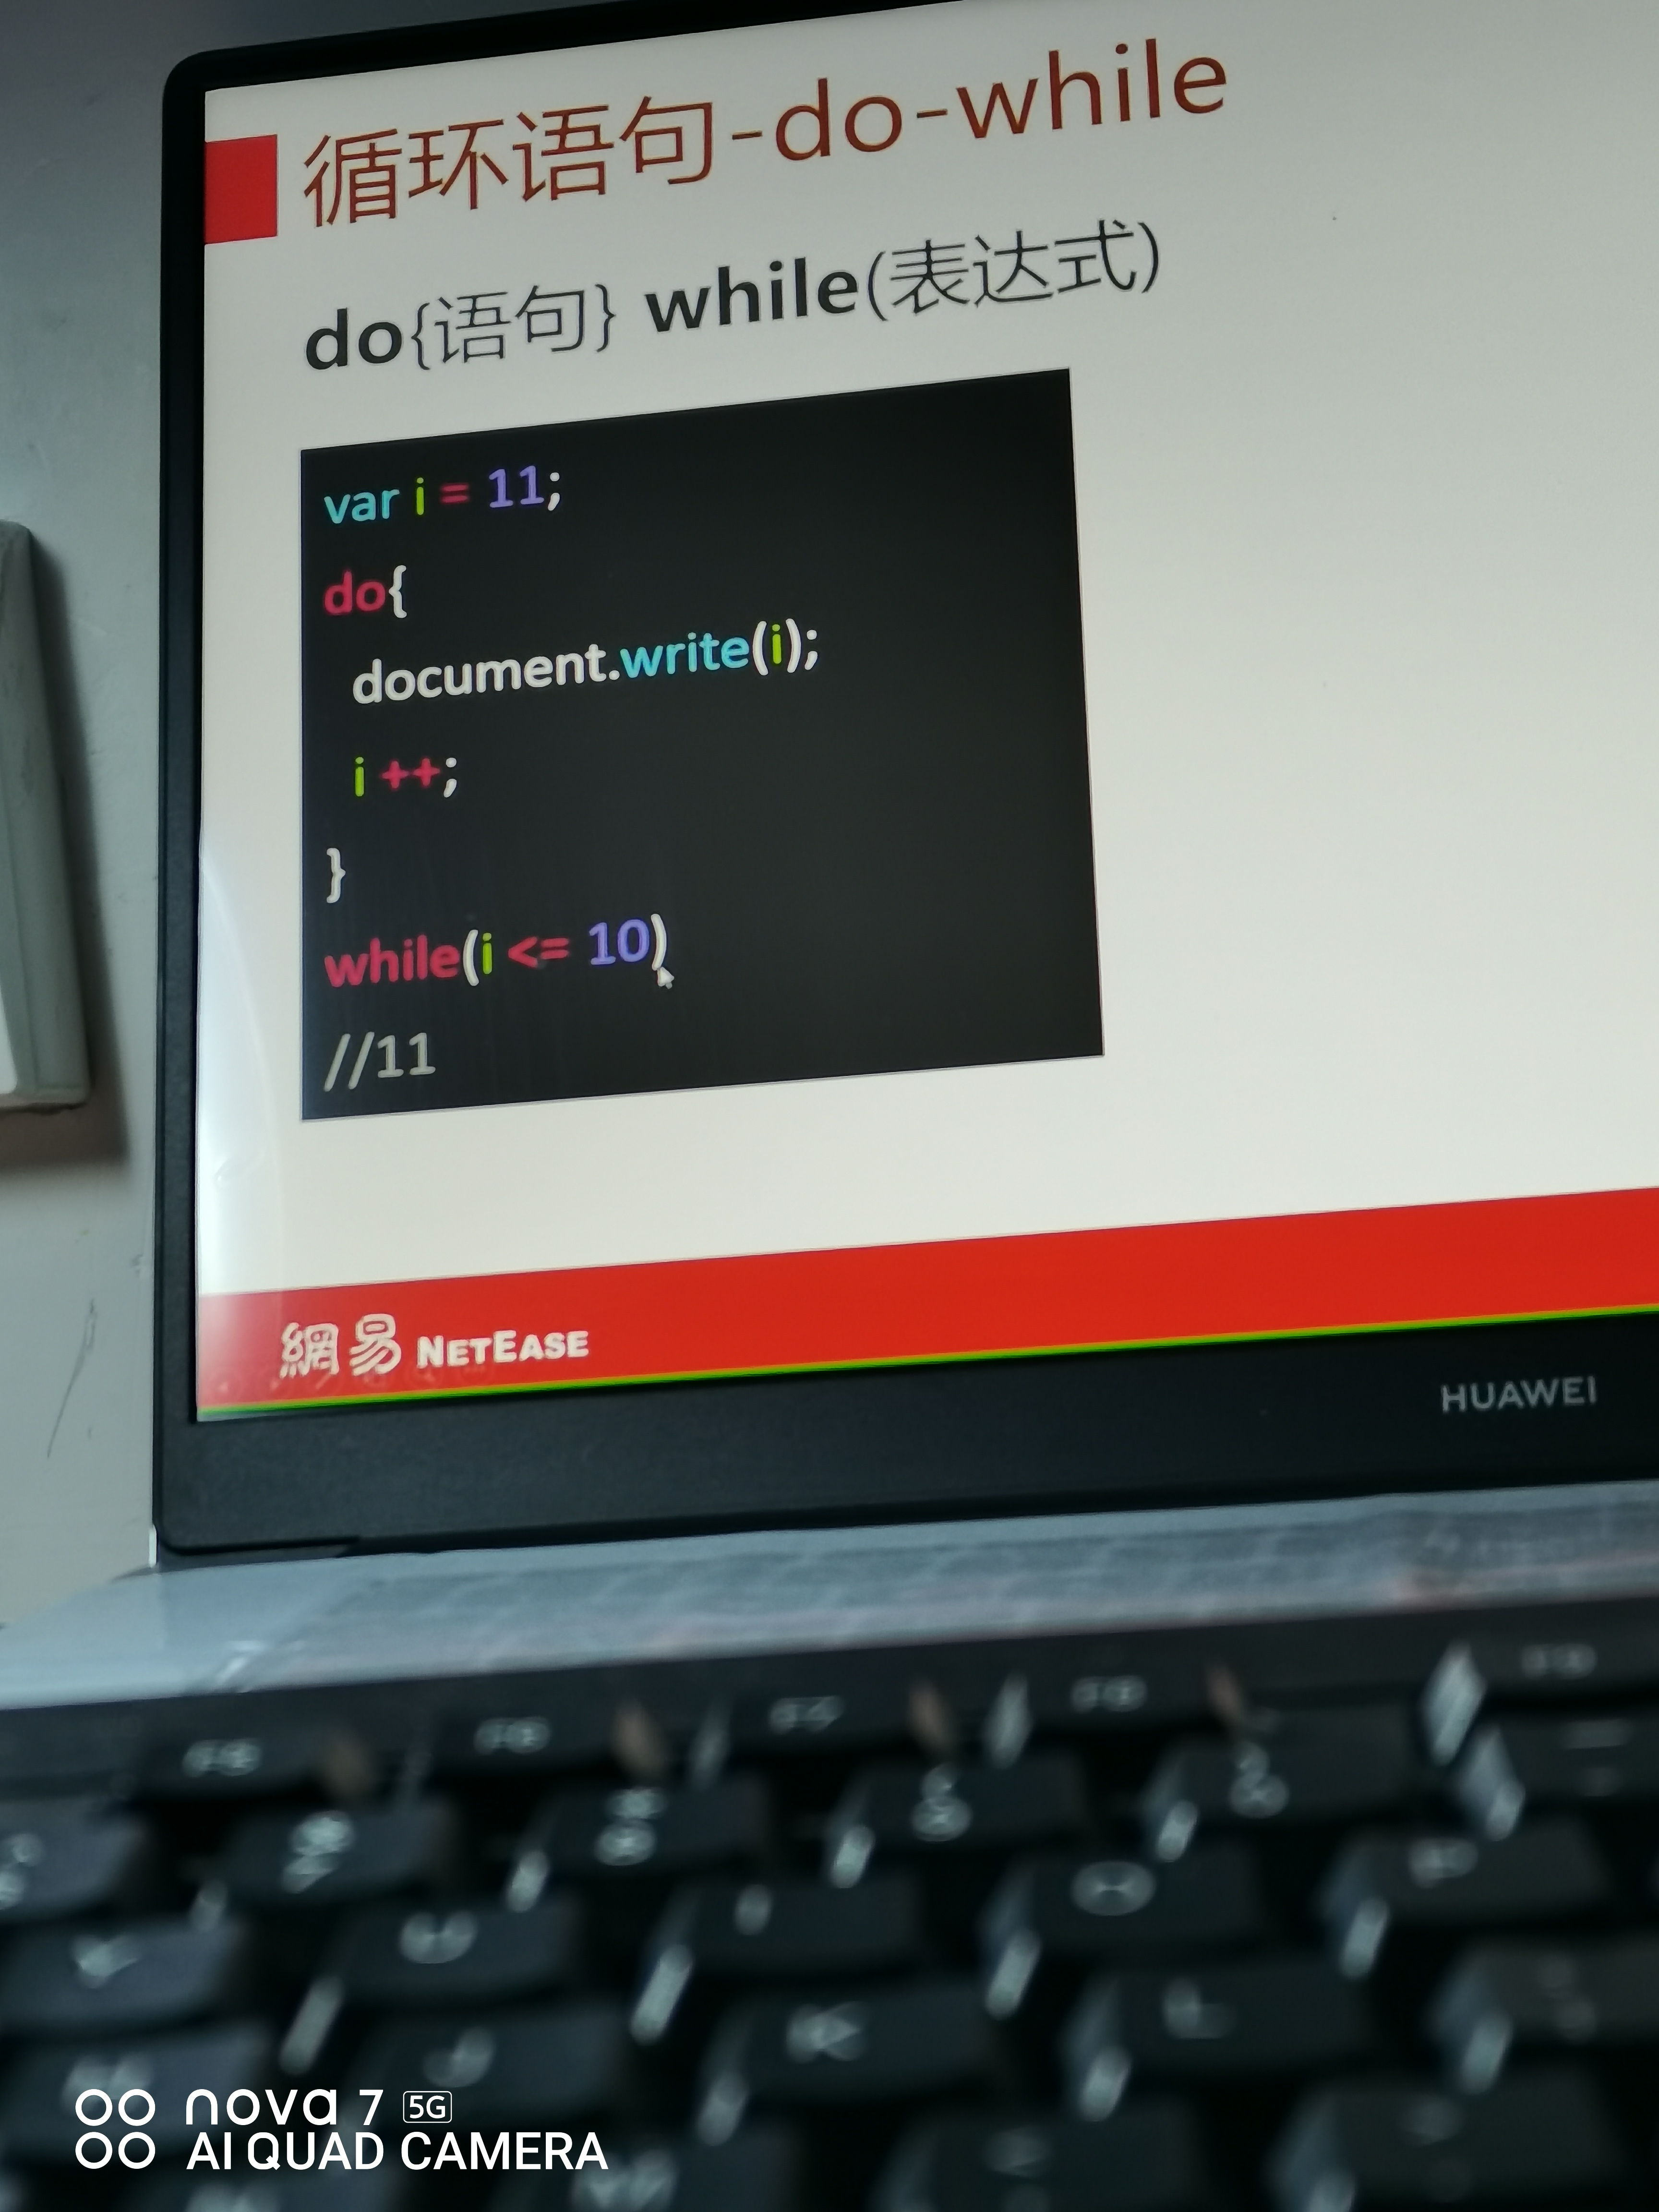 循环语句-do-while
do{语句} while(表达式)
var i = 11;
do{
document.write(i);
i ++;
}
while(i <= 10)
//11
網易 NETEASE
HUAWEI
nova 7 5G
AI QUAD CAMERA